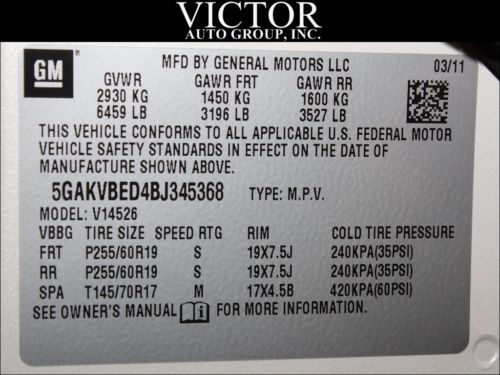 VICTOR
AUTO GROUP, INC.
GM
MFD BY GENERAL MOTORS LLC 03/11
GVWR GAWR FRT GAWR RR
2930 KG 1450 KG 1600 KG
6459 LB 3196 LB 3527 LB
THIS VEHICLE CONFORMS TO ALL APPLICABLE U.S. FEDERAL MOTOR
VEHICLE SAFETY STANDARDS IN EFFECT ON THE DATE OF
MANUFACTURE SHOWN ABOVE.
5GAKVBED4BJ345368 TYPE: M.P.V.
MODEL: V14526
VBBG TIRE SIZE SPEED RTG RIM COLD TIRE PRESSURE
FRT P255/60R19 S 19X7.5J 240KPA(35PSI)
RR P255/60R19 S 19X7.5J 240KPA(35PSI)
SPA T145/70R17 M 17X4.5B 420KPA(60PSI)
SEE OWNER'S MANUAL FOR MORE INFORMATION.